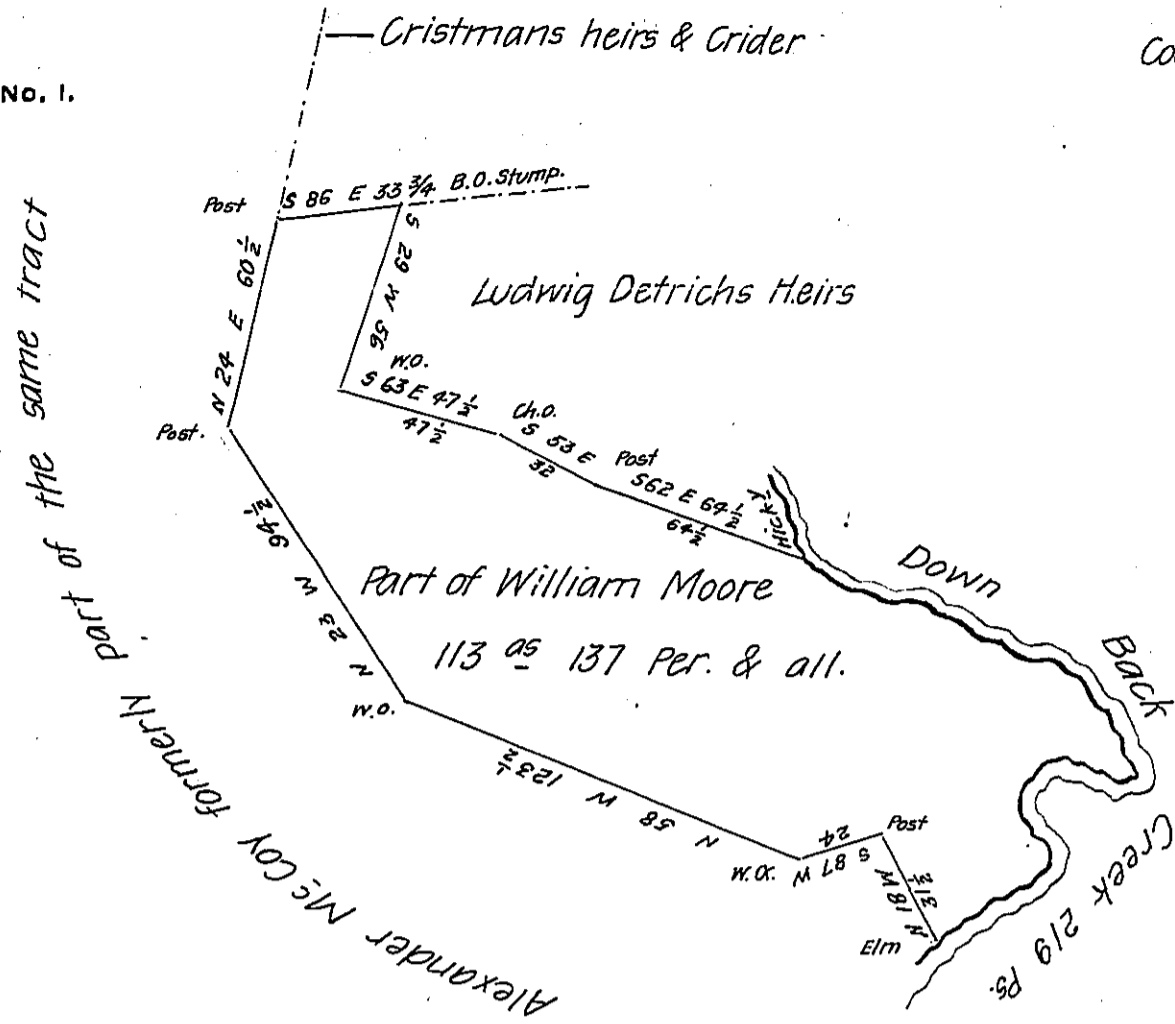 Cristmans heirs & Crider
No. 1.
Post
S 86 E 33 3/4 B.O. Stump.
N 24 E 60 1/2
S 29 W 56
Ludwig Detrichs Heirs
W.O.
S 63 E 47 1/2
47 1/2
Ch.O.
S 53 E
32
Post
S62 E 64 1/2
64 1/2
Hick-y
Post.
N 23 W 94 1/2
Part of William Moore
113 as 137 Per. & all.
W.O.
N 58 W 123 1/2
W.O.
S 87 W 24
Post
N 18 W 31 1/2
Elm
Down Back Creek 219 Ps.
Alexander McCoy formerly part of the same tract